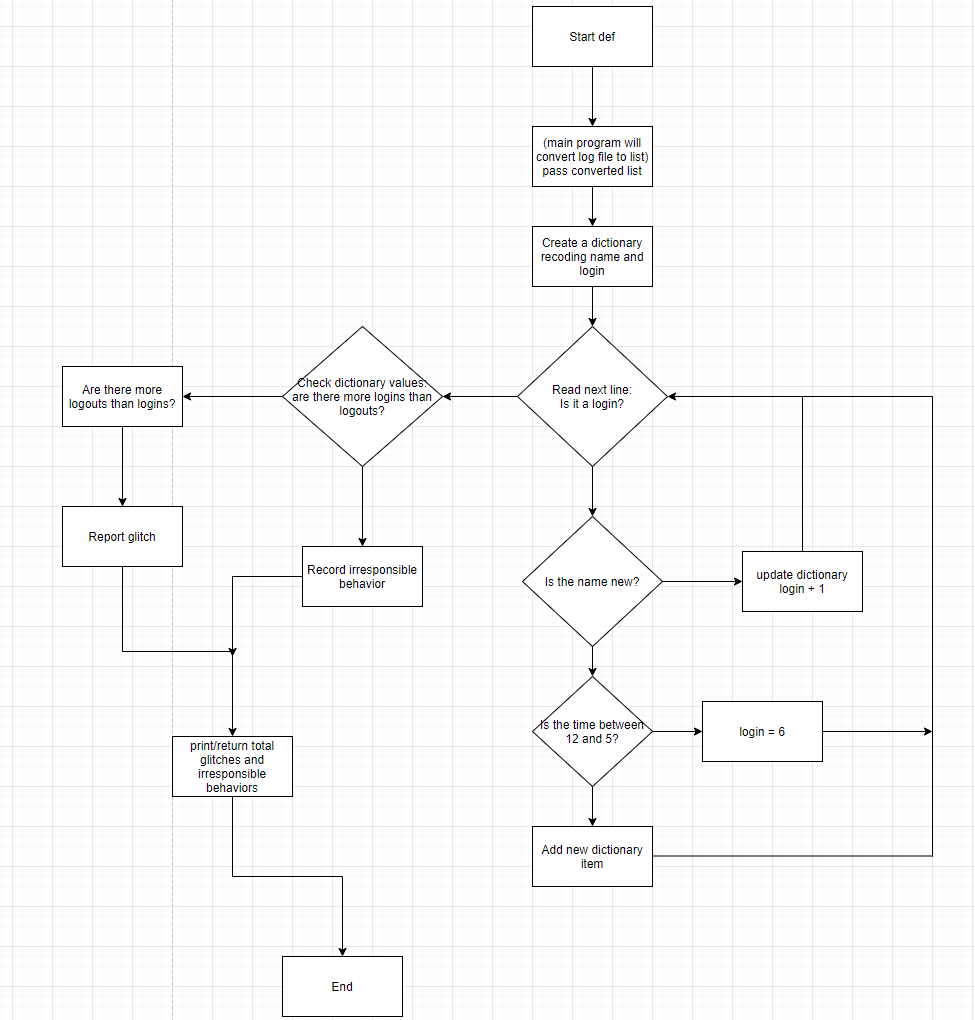 Start def
(main program will
convert log file to list)
pass converted list
Create a dictionary
recoding name and
login
Read next line:
Is it a login?
Check dictionary values:
are there more logins than
logouts?
Are there more
logouts than logins?
Report glitch
Record irresponsible
behavior
Is the name new?
update dictionary
login + 1
Is the time between
12 and 5?
login = 6
print/return total
glitches and
irresponsible
behaviors
Add new dictionary
item
End